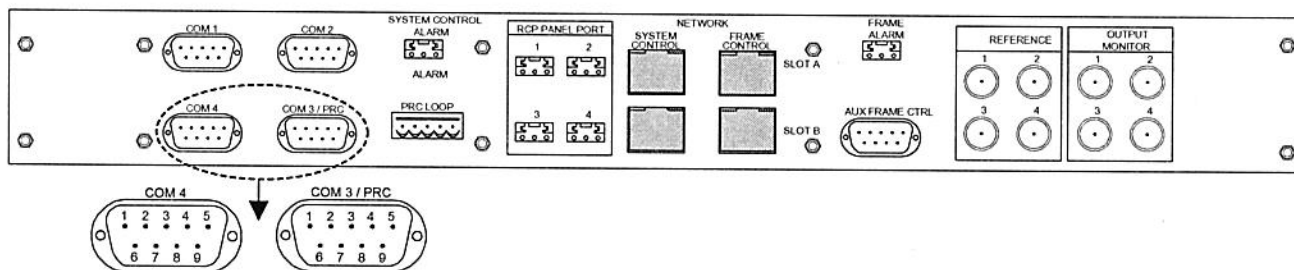 COM 1
COM 2
SYSTEM CONTROL
ALARM
ALARM
COM 4
COM 3 / PRC
PRC LOOP
RCP PANEL PORT
1 2
3 4
NETWORK
SYSTEM
CONTROL
FRAME
CONTROL
SLOT A
SLOT B
FRAME
ALARM
AUX FRAME CTRL
REFERENCE
1 2
3 4
OUTPUT
MONITOR
1 2
3 4
COM 4
1 2 3 4 5
6 7 8 9
COM 3 / PRC
1 2 3 4 5
6 7 8 9